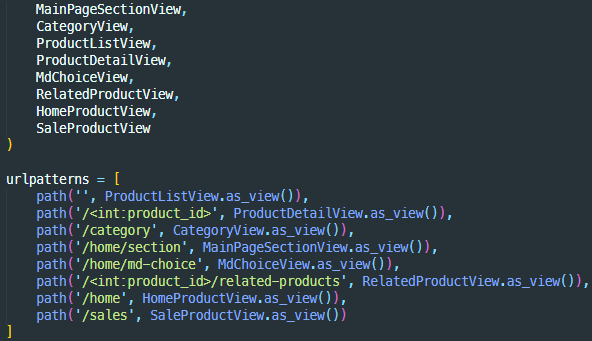 MainPageSectionView,
CategoryView,
ProductListView,
ProductDetailView,
MdChoiceView,
RelatedProductView,
HomeProductView,
SaleProductView
)
urlpatterns = [
path('', ProductListView.as_view()),
path('/<int:product_id>', ProductDetailView.as_view()),
path('/category', CategoryView.as_view()),
path('/home/section', MainPageSectionView.as_view()),
path('/home/md-choice', MdChoiceView.as_view()),
path('/<int:product_id>/related-products', RelatedProductView.as_view()),
path('/home', HomeProductView.as_view()),
path('/sales', SaleProductView.as_view())
]